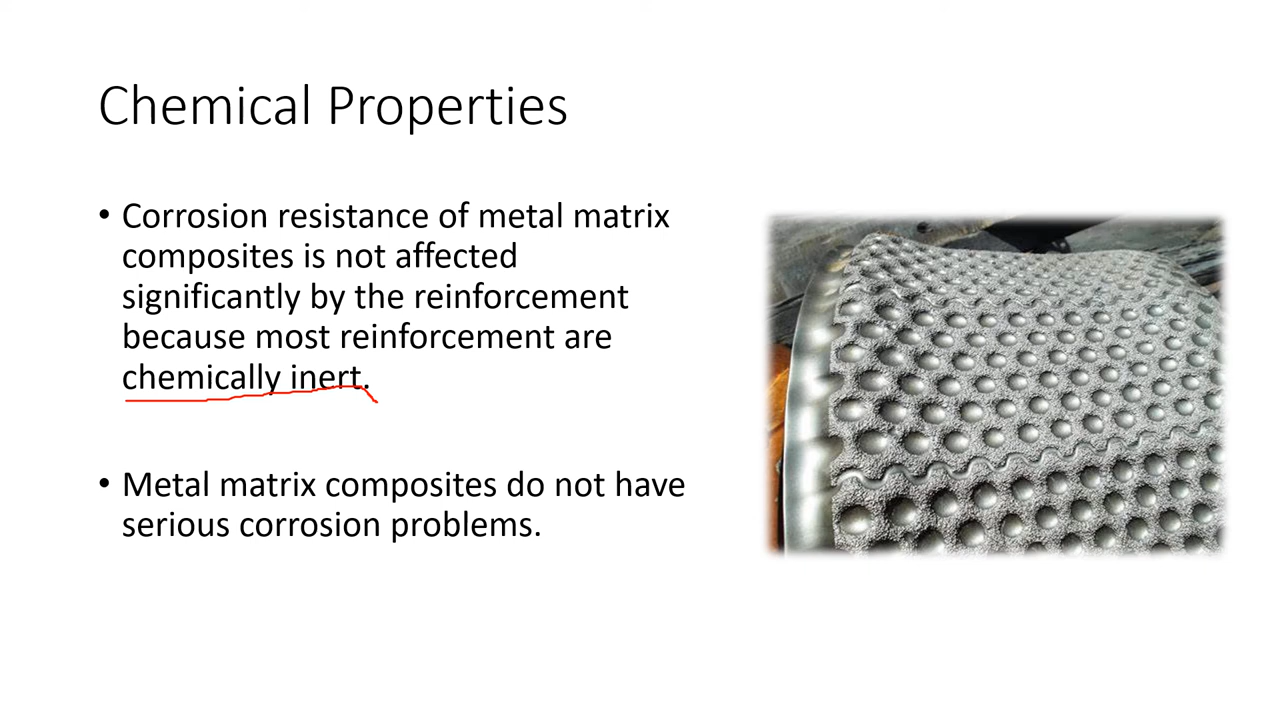 Chemical Properties
• Corrosion resistance of metal matrix
composites is not affected
significantly by the reinforcement
because most reinforcement are
chemically inert.
• Metal matrix composites do not have
serious corrosion problems.